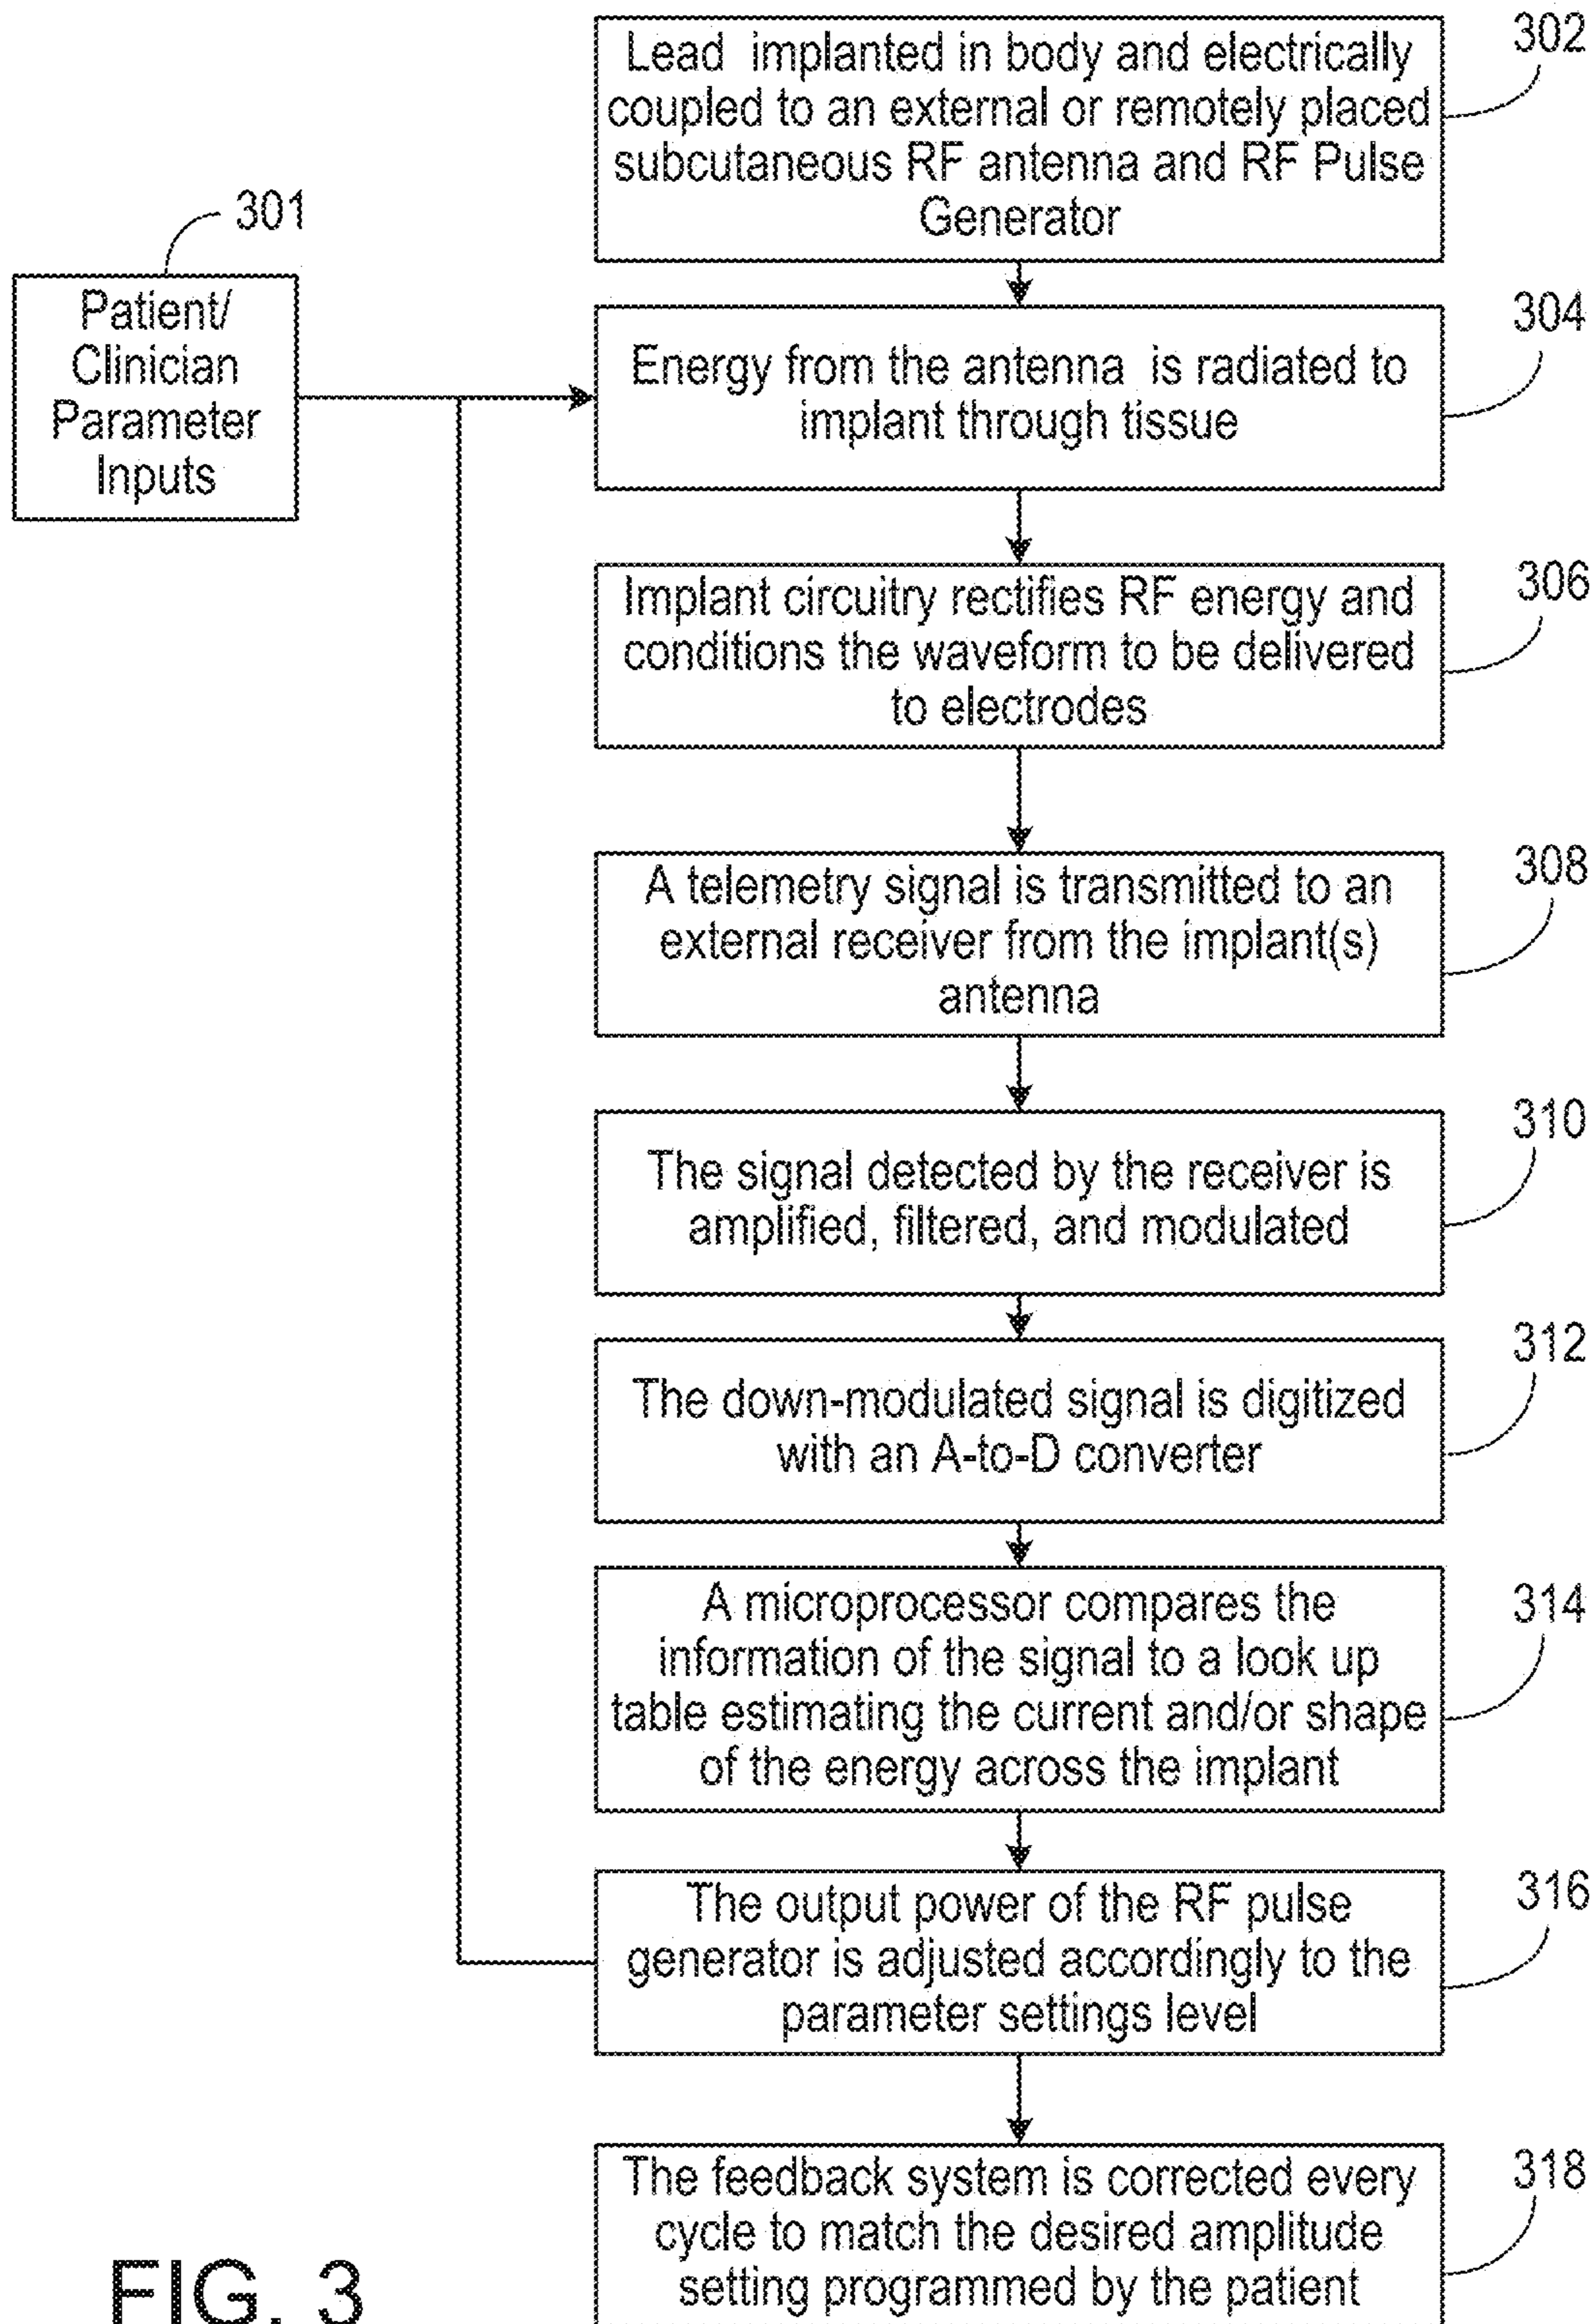 Lead implanted in body and electrically
coupled to an external or remotely placed
subcutaneous RF antenna and RF Pulse
Generator
302
301
Patient/
Clinician
Parameter
Inputs
Energy from the antenna is radiated to
implant through tissue
304
Implant circuitry rectifies RF energy and
conditions the waveform to be delivered
to electrodes
306
A telemetry signal is transmitted to an
external receiver from the implant(s)
antenna
308
The signal detected by the receiver is
amplified, filtered, and modulated
310
The down-modulated signal is digitized
with an A-to-D converter
312
A microprocessor compares the
information of the signal to a look up
table estimating the current and/or shape
of the energy across the implant
314
The output power of the RF pulse
generator is adjusted accordingly to the
parameter settings level
316
The feedback system is corrected every
cycle to match the desired amplitude
setting programmed by the patient
318
FIG. 3